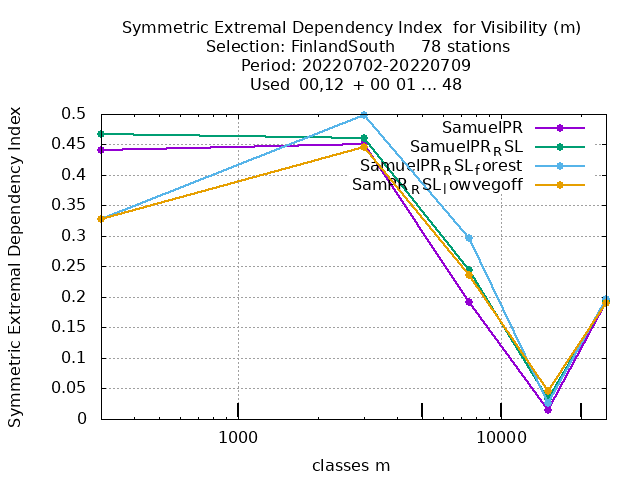 Symmetric Extremal Dependency Index  for Visibility (m)
Selection: FinlandSouth     78 stations
Period: 20220702-20220709
Used  00,12  + 00 01 ... 48
Symmetric Extremal Dependency Index
0.5
0.45
0.4
0.35
0.3
0.25
0.2
0.15
0.1
0.05
0
SamuelPR
SamuelPR_RSL
SamuelPR_RSL_forest
SamPR_RSL_lowvegoff
1000
10000
classes m